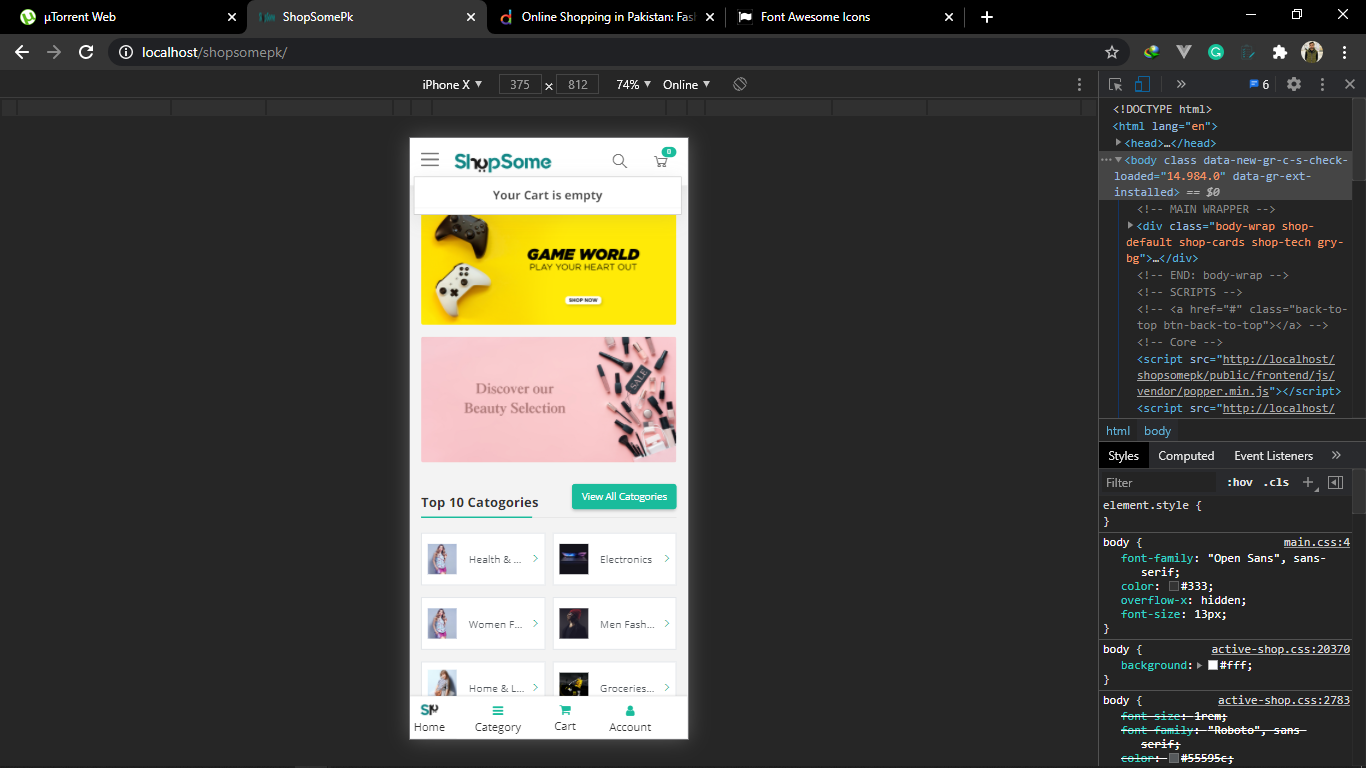 µTorrent Web
ShopSomePk
Online Shopping in Pakistan: Fas
Font Awesome Icons
localhost/shopsomepk/
iPhone X 375 x 812 74% Online
6
ShopSome
0
Your Cart is empty
GAME WORLD
PLAY YOUR HEART OUT
SHOP NOW
Discover our
Beauty Selection
SALE
Top 10 Catogories
View All Catogories
Health & ...
Electronics
Women F...
Men Fash...
Home & L...
Groceries...
Home
Category
Cart
Account
<!DOCTYPE html>
<html lang="en">
<head>…</head>
<body class data-new-gr-c-s-check-
loaded="14.984.0" data-gr-ext-
installed> == $0
<!-- MAIN WRAPPER -->
<div class="body-wrap shop-
default shop-cards shop-tech gry-
bg">…</div>
<!-- END: body-wrap -->
<!-- SCRIPTS -->
<!-- <a href="#" class="back-to-
top btn-back-to-top"></a> -->
<!-- Core -->
<script src="http://localhost/
shopsomepk/public/frontend/js/
vendor/popper.min.js"></script>
<script src="http://localhost/
html body
Styles Computed Event Listeners
Filter :hov .cls
element.style {
}
body { main.css:4
font-family: "Open Sans", sans-
serif;
color: #333;
overflow-x: hidden;
font-size: 13px;
}
body { active-shop.css:20370
background: #fff;
}
body { active-shop.css:2783
font-size: 1rem;
font-family: "Roboto", sans-
serif;
color: #55595c;